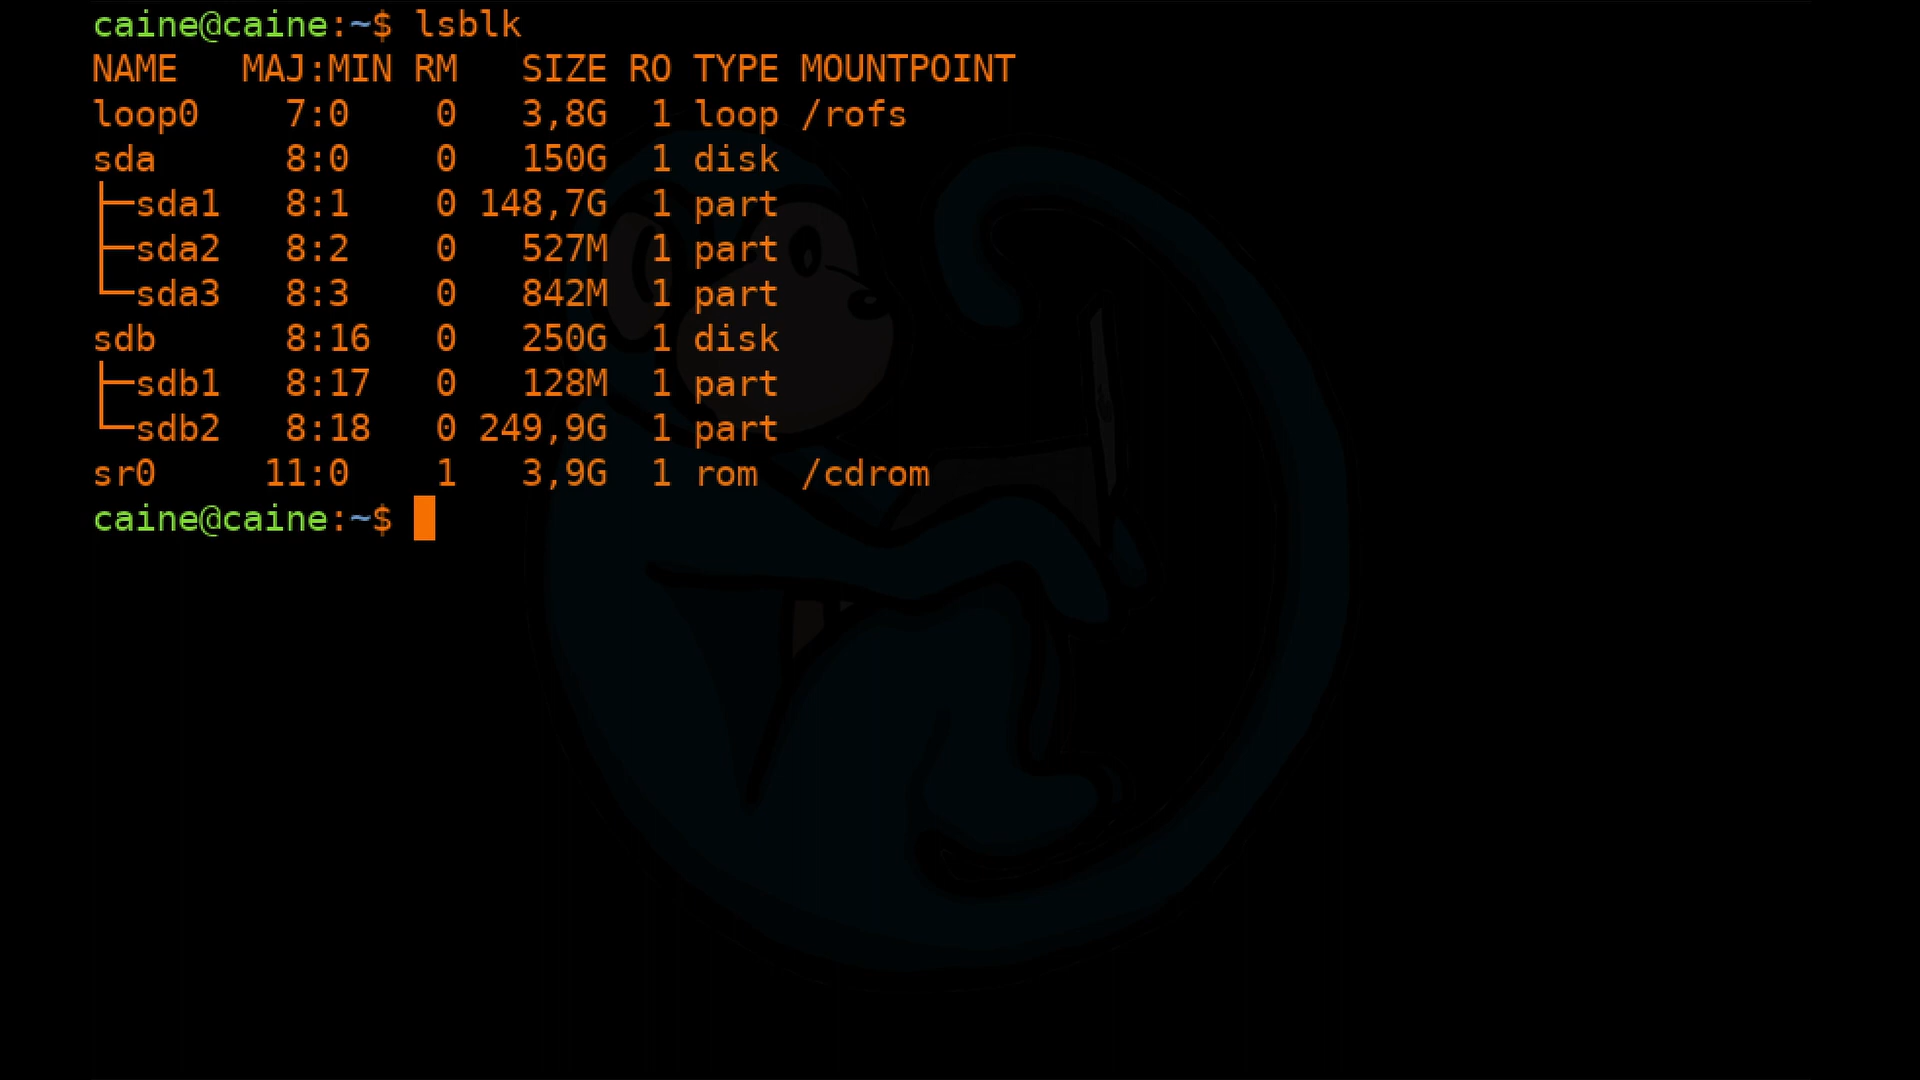 caine@caine:~$ lsblk
NAME   MAJ:MIN RM   SIZE RO TYPE MOUNTPOINT
loop0    7:0    0   3,8G  1 loop /rofs
sda      8:0    0   150G  1 disk
├─sda1   8:1    0 148,7G  1 part
├─sda2   8:2    0   527M  1 part
└─sda3   8:3    0   842M  1 part
sdb      8:16   0   250G  1 disk
├─sdb1   8:17   0   128M  1 part
└─sdb2   8:18   0 249,9G  1 part
sr0     11:0    1   3,9G  1 rom  /cdrom
caine@caine:~$